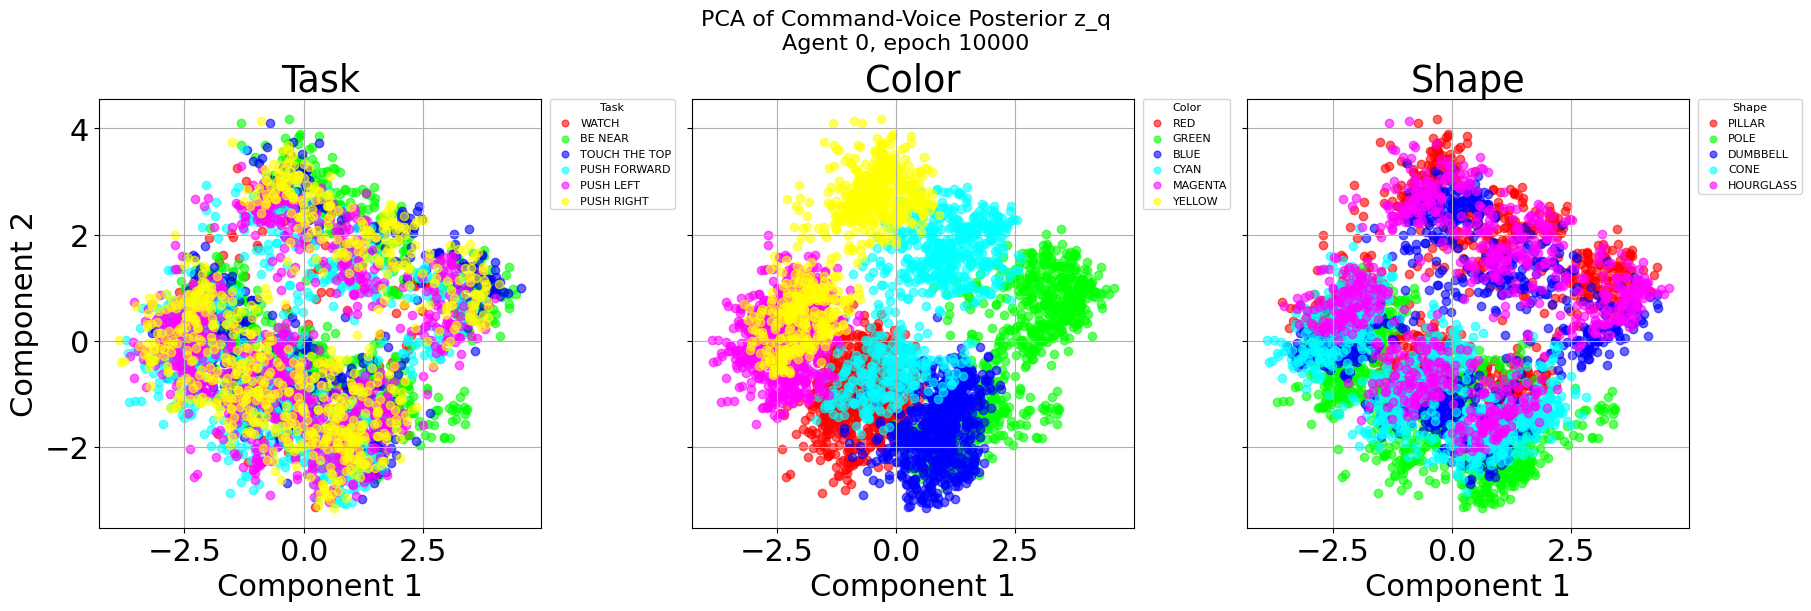 PCA of Command-Voice Posterior z_q
Agent 0, epoch 10000
Task
Component 2
4
2
0
−2
−2.5 0.0 2.5
Component 1
Task
WATCH
BE NEAR
TOUCH THE TOP
PUSH FORWARD
PUSH LEFT
PUSH RIGHT
Color
−2.5 0.0 2.5
Component 1
Color
RED
GREEN
BLUE
CYAN
MAGENTA
YELLOW
Shape
−2.5 0.0 2.5
Component 1
Shape
PILLAR
POLE
DUMBBELL
CONE
HOURGLASS